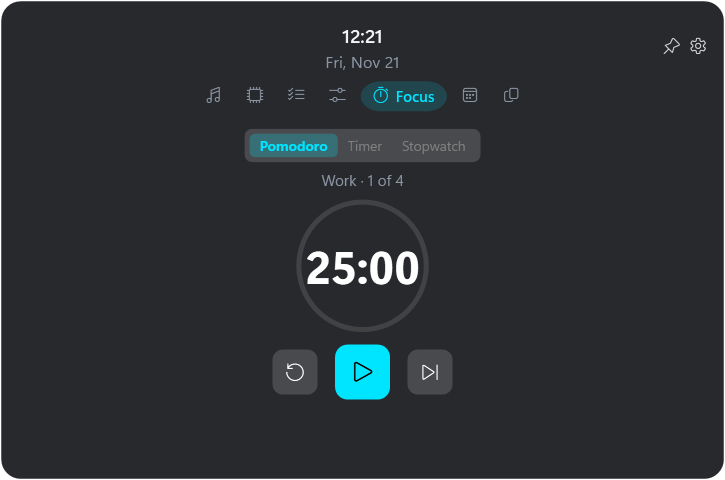 12:21
Fri, Nov 21
Focus
Pomodoro Timer Stopwatch
Work · 1 of 4
25:00